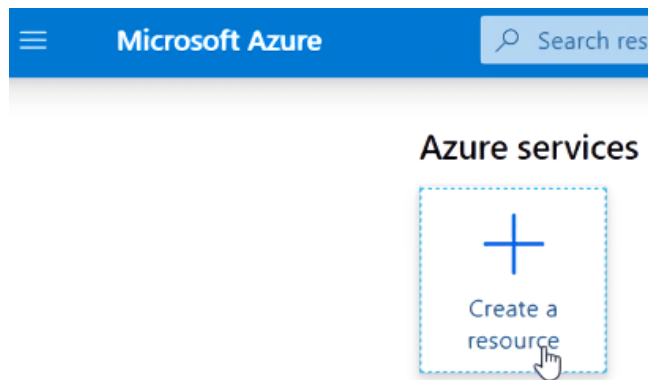 Microsoft Azure
Search res
Azure services
Create a
resource